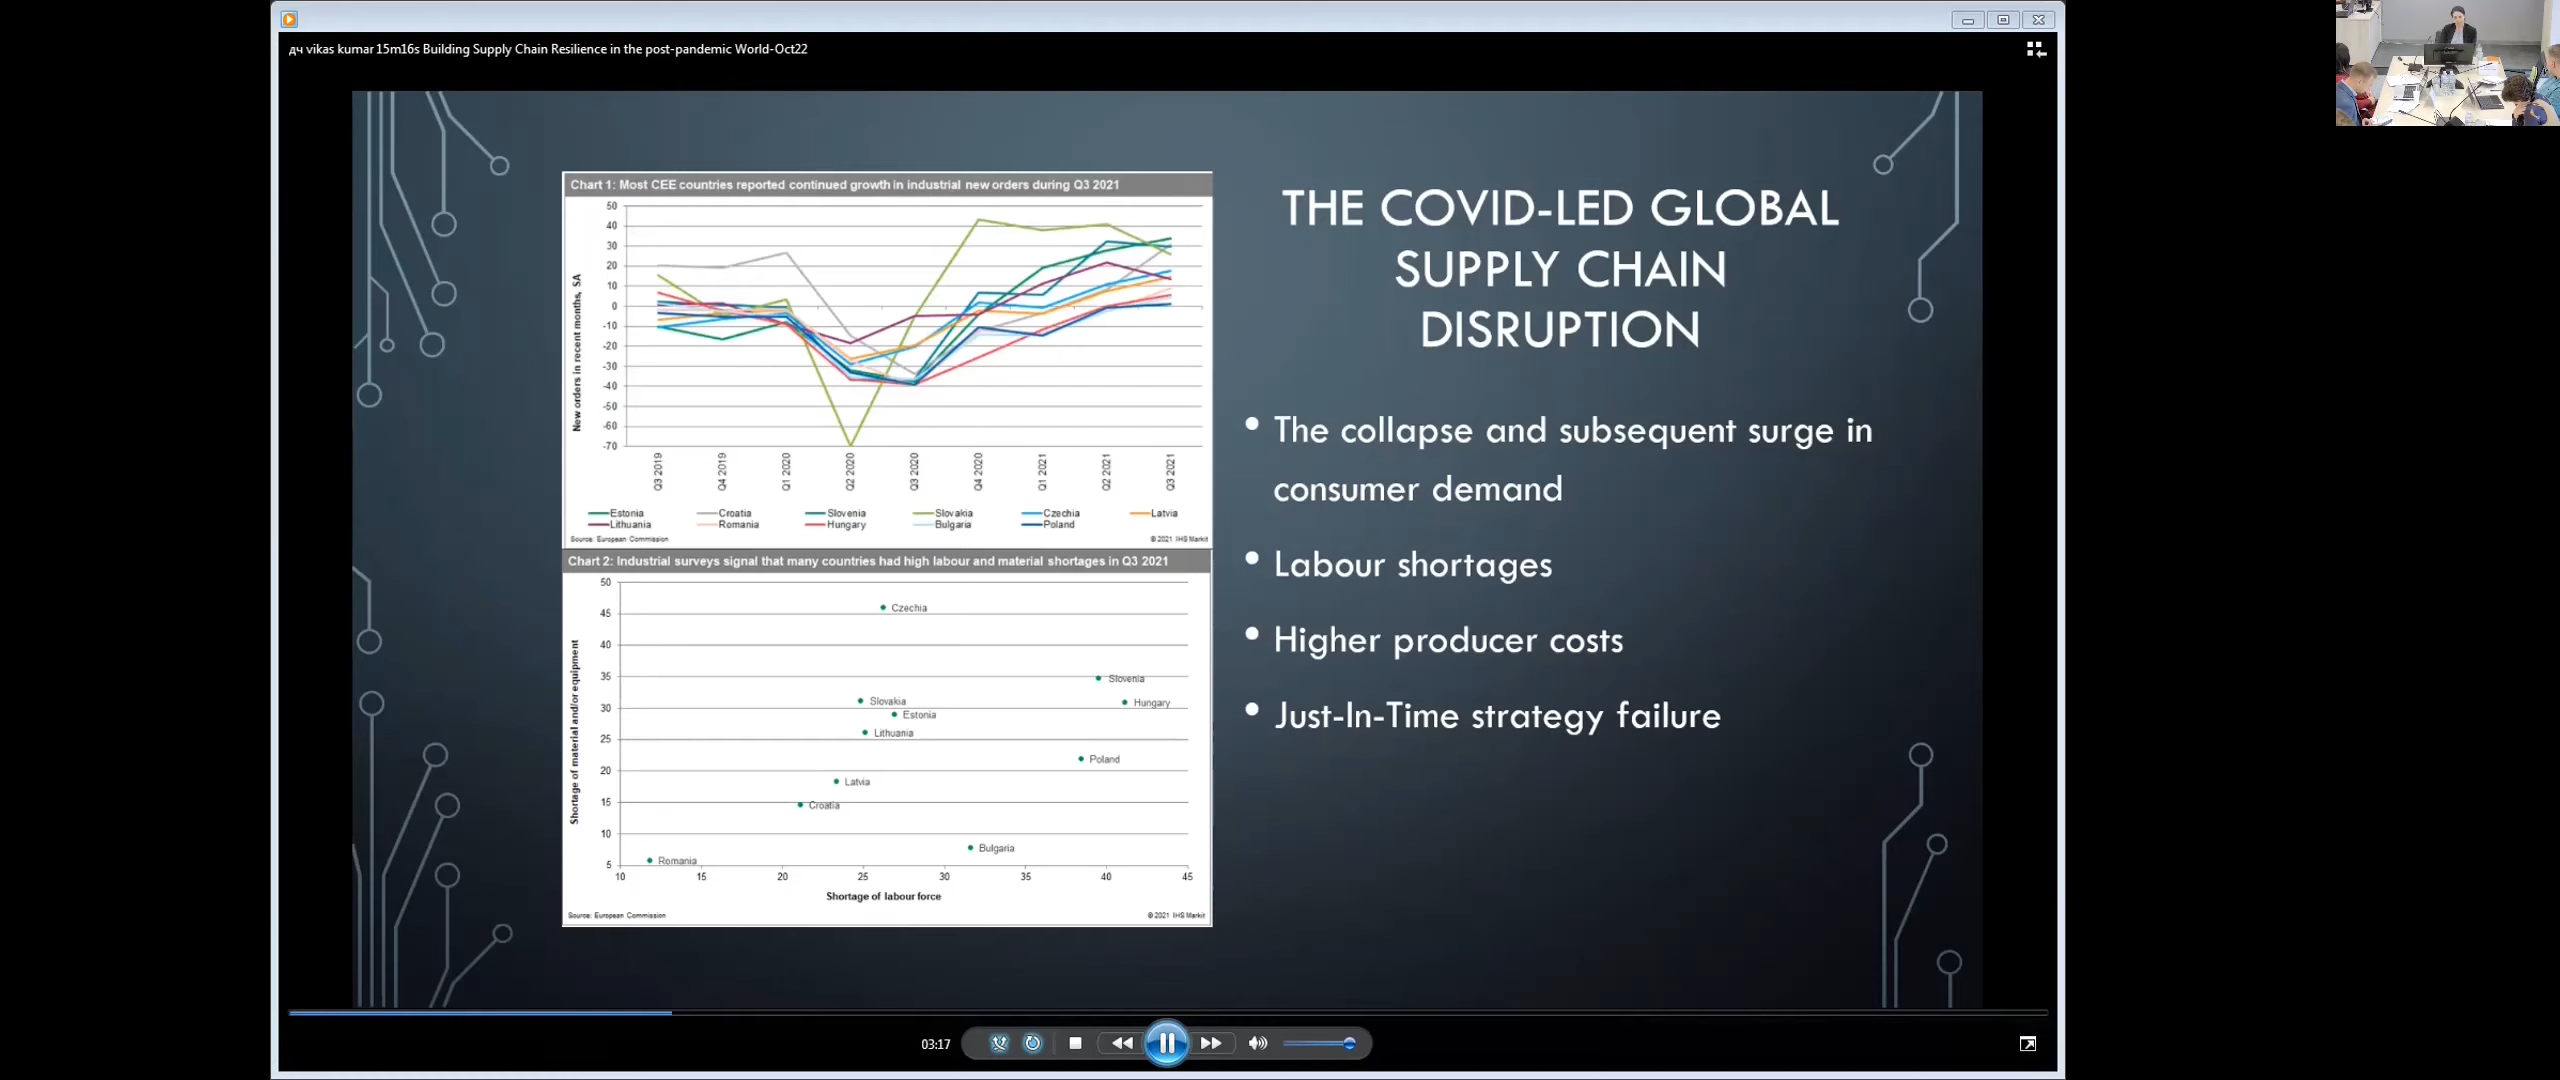 дч vikas kumar 15m16s Building Supply Chain Resilience in the post-pandemic World-Oct22
Chart 1: Most CEE countries reported continued growth in industrial new orders during Q3 2021
New orders in recent months, SA
50
40
30
20
10
0
-10
-20
-30
-40
-50
-60
-70
Q3 2019
Q4 2019
Q1 2020
Q2 2020
Q3 2020
Q4 2020
Q1 2021
Q2 2021
Q3 2021
Estonia Croatia Slovenia Slovakia Czechia Latvia
Lithuania Romania Hungary Bulgaria Poland
Source: European Commission © 2021 IHS Markit
Chart 2: Industrial surveys signal that many countries had high labour and material shortages in Q3 2021
Shortage of material and/or equipment
50
45
40
35
30
25
20
15
10
5
Czechia
Slovenia
Slovakia
Hungary
Estonia
Lithuania
Poland
Latvia
Croatia
Bulgaria
Romania
10 15 20 25 30 35 40 45
Shortage of labour force
Source: European Commission © 2021 IHS Markit
THE COVID-LED GLOBAL
SUPPLY CHAIN
DISRUPTION
• The collapse and subsequent surge in
consumer demand
• Labour shortages
• Higher producer costs
• Just-In-Time strategy failure
03:17